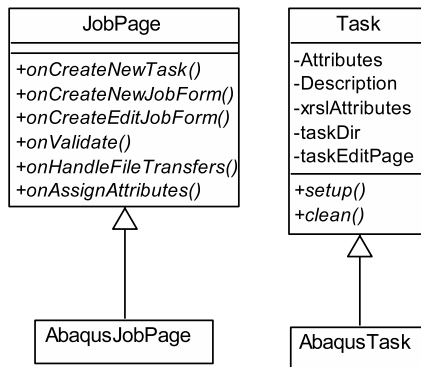 JobPage
+onCreateNewTask()
+onCreateNewJobForm()
+onCreateEditJobForm()
+onValidate()
+onHandleFileTransfers()
+onAssignAttributes()
AbaqusJobPage
Task
-Attributes
-Description
-xrslAttributes
-taskDir
-taskEditPage
+setup()
+clean()
AbaqusTask